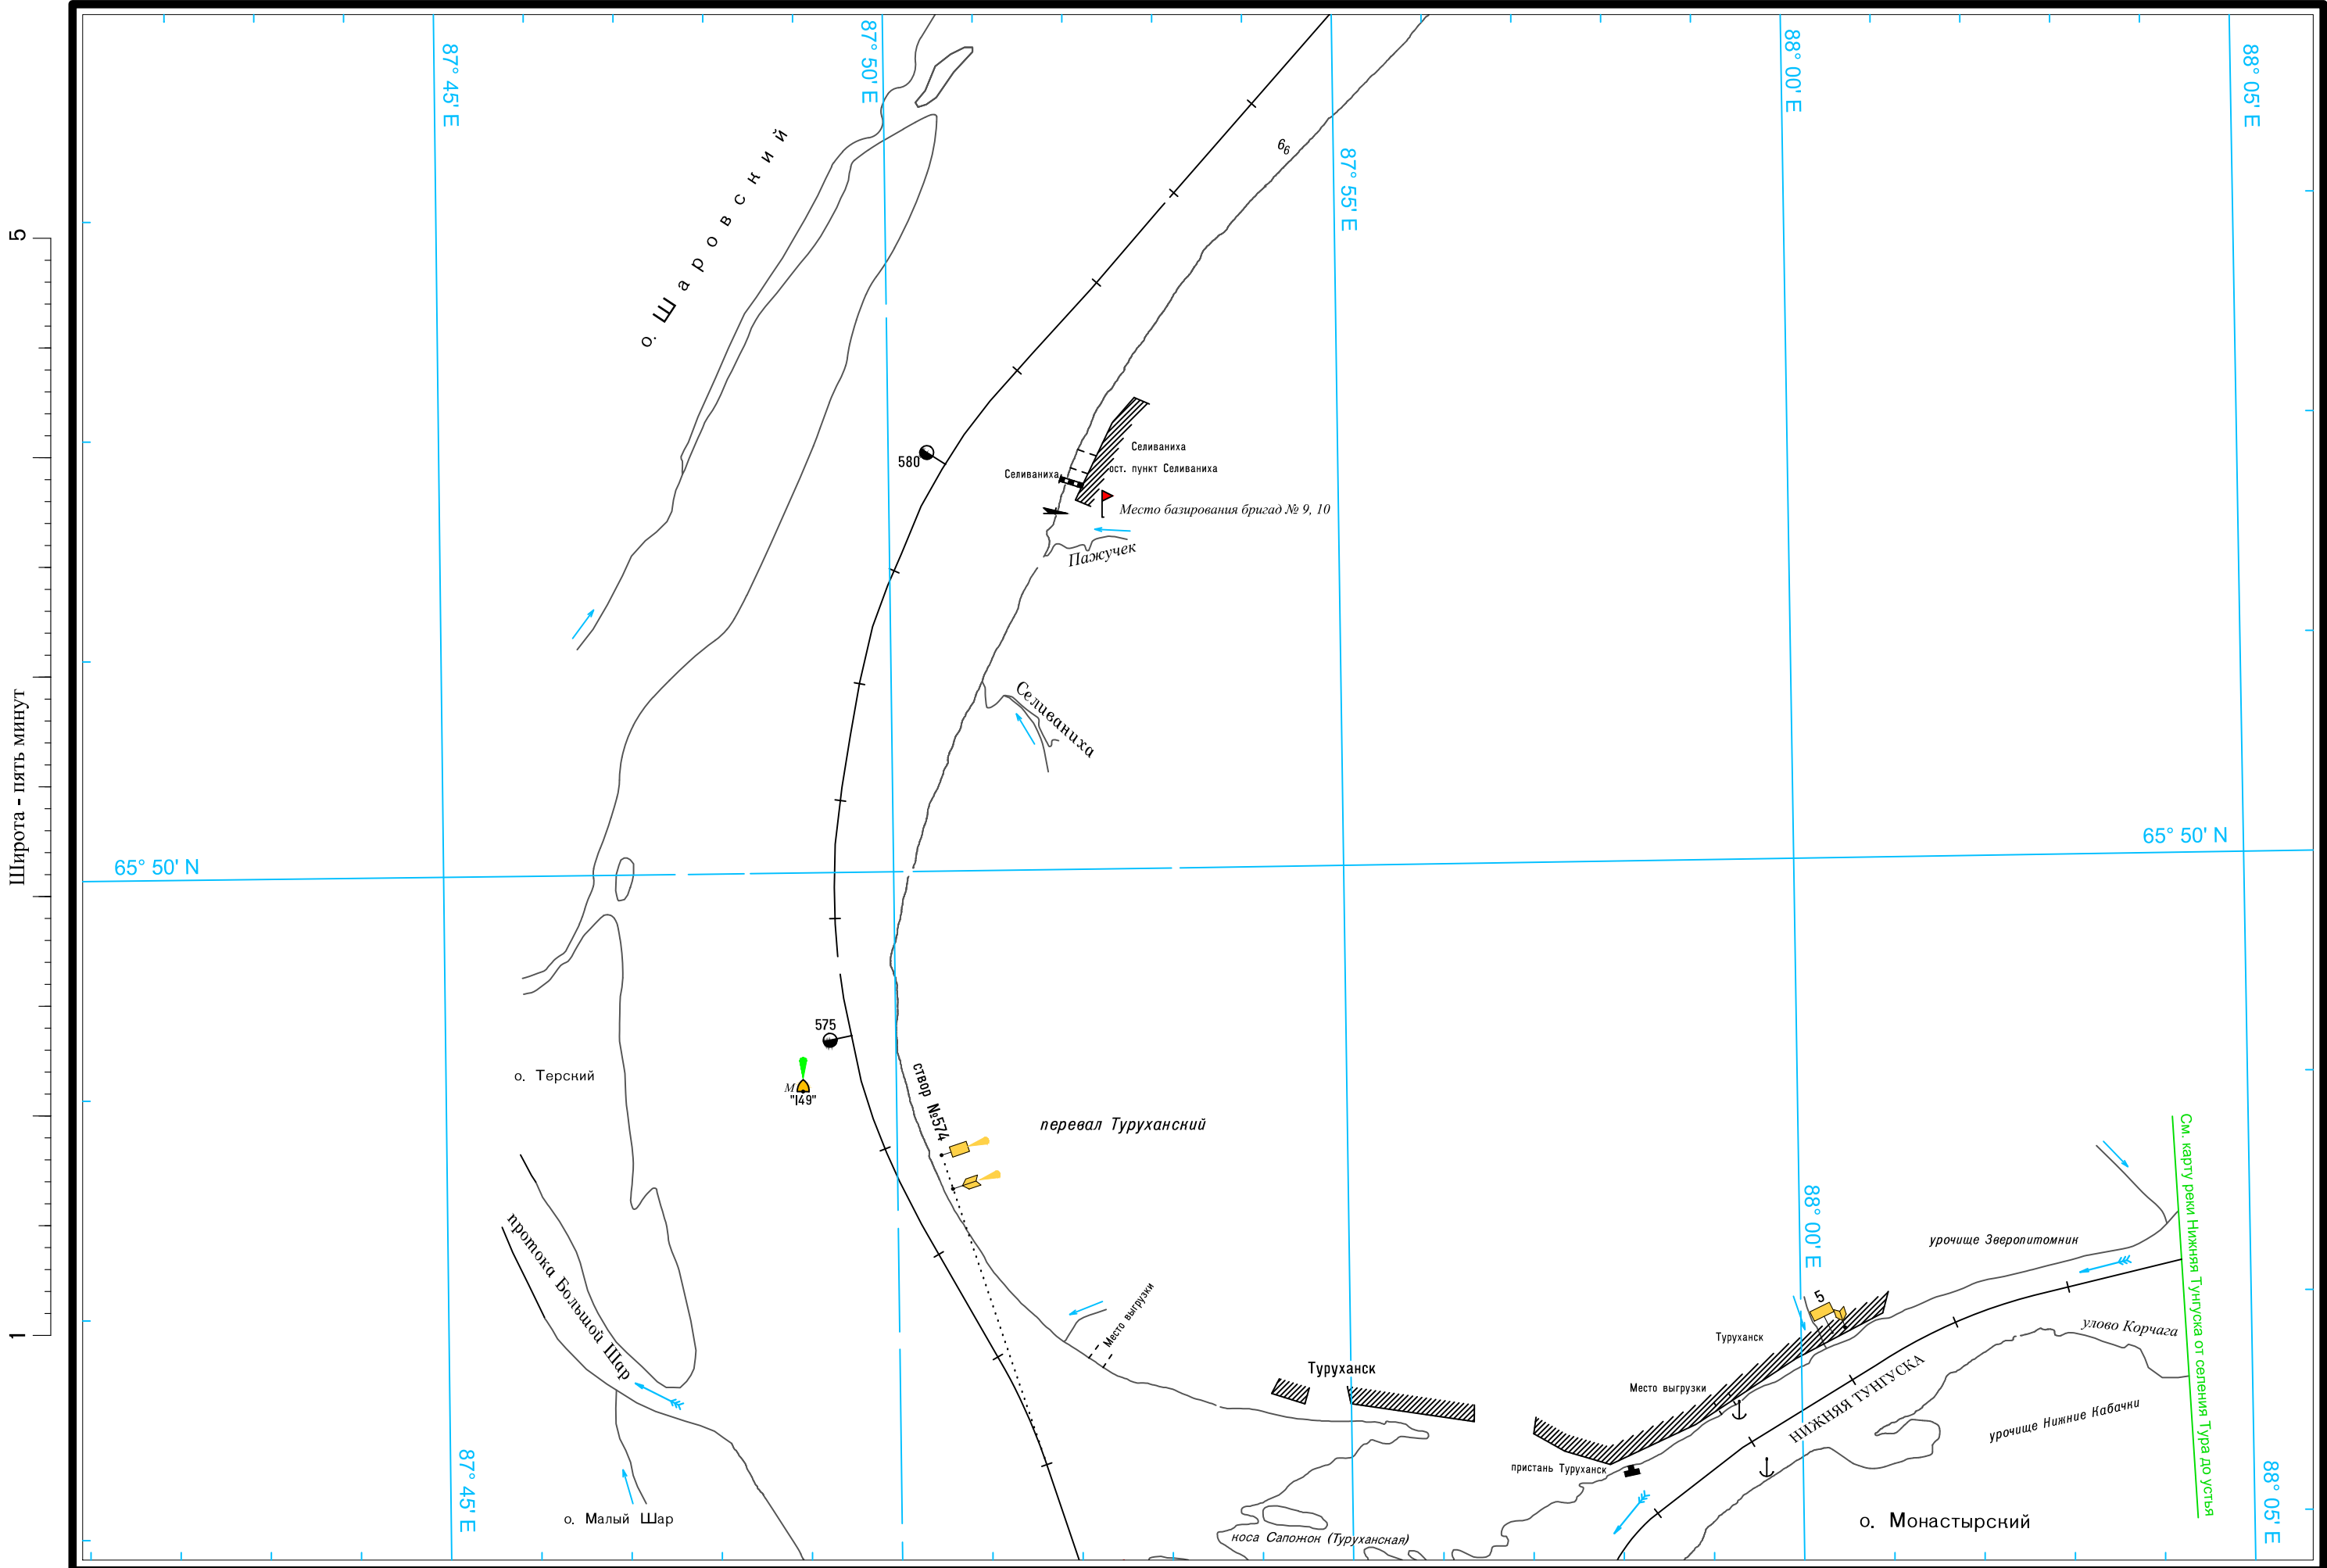 87° 45' E
87° 50' E
88° 00' E
88° 05' E
87° 55' E
о. Шаровский
6₆
5
580
Селиваниха
ост. пункт Селиваниха
Селиваниха
Место базирования бригад № 9, 10
Пажучек
Селиваниха
Широта - пять минут
65° 50' N
65° 50' N
575
М
"149"
о. Терский
створ №574
перевал Туруханский
См. карту реки Нижняя Тунгуска от селения Тура до устья
88° 00' E
урочище Зверопитомник
протока Большой Шар
Место выгрузки
5
Туруханск
улово Корчага
1
Туруханск
Место выгрузки
НИЖНЯЯ ТУНГУСКА
урочище Нижние Кабачки
пристань Туруханск
87° 45' E
88° 05' E
о. Малый Шар
коса Сапожок (Туруханская)
о. Монастырский